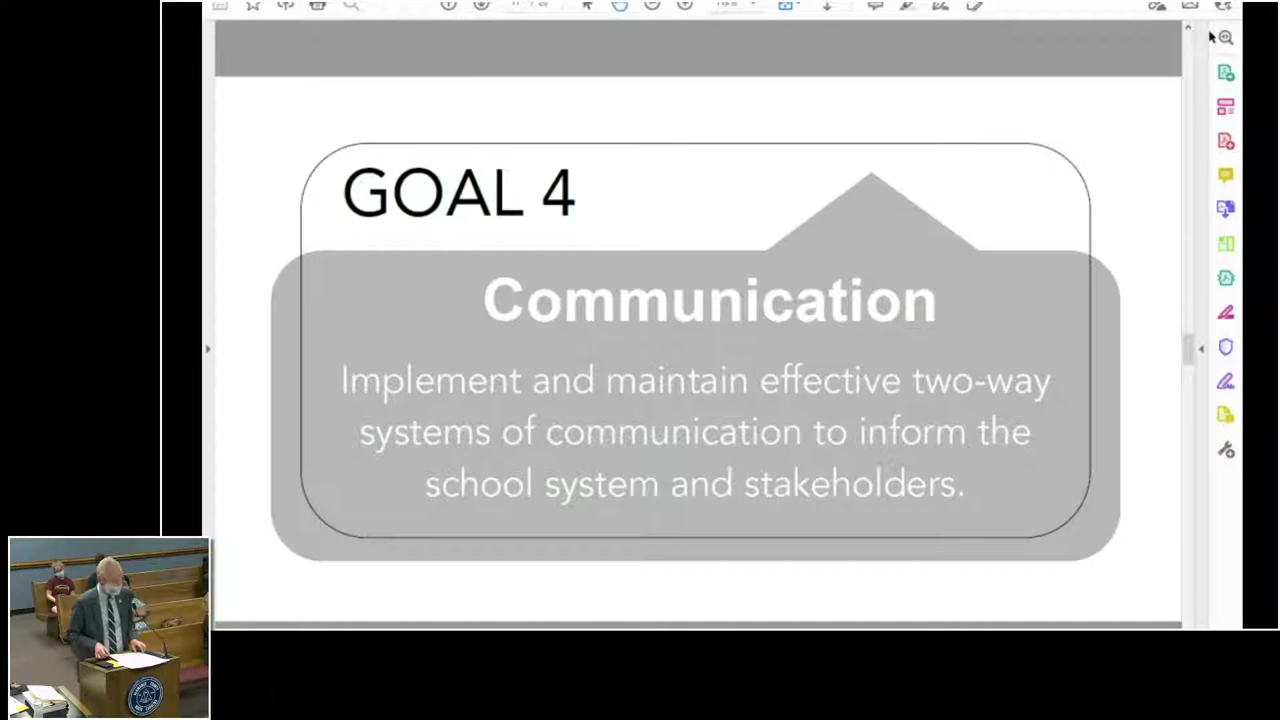 GOAL 4
Communication
Implement and maintain effective two-way
systems of communication to inform the
school system and stakeholders.